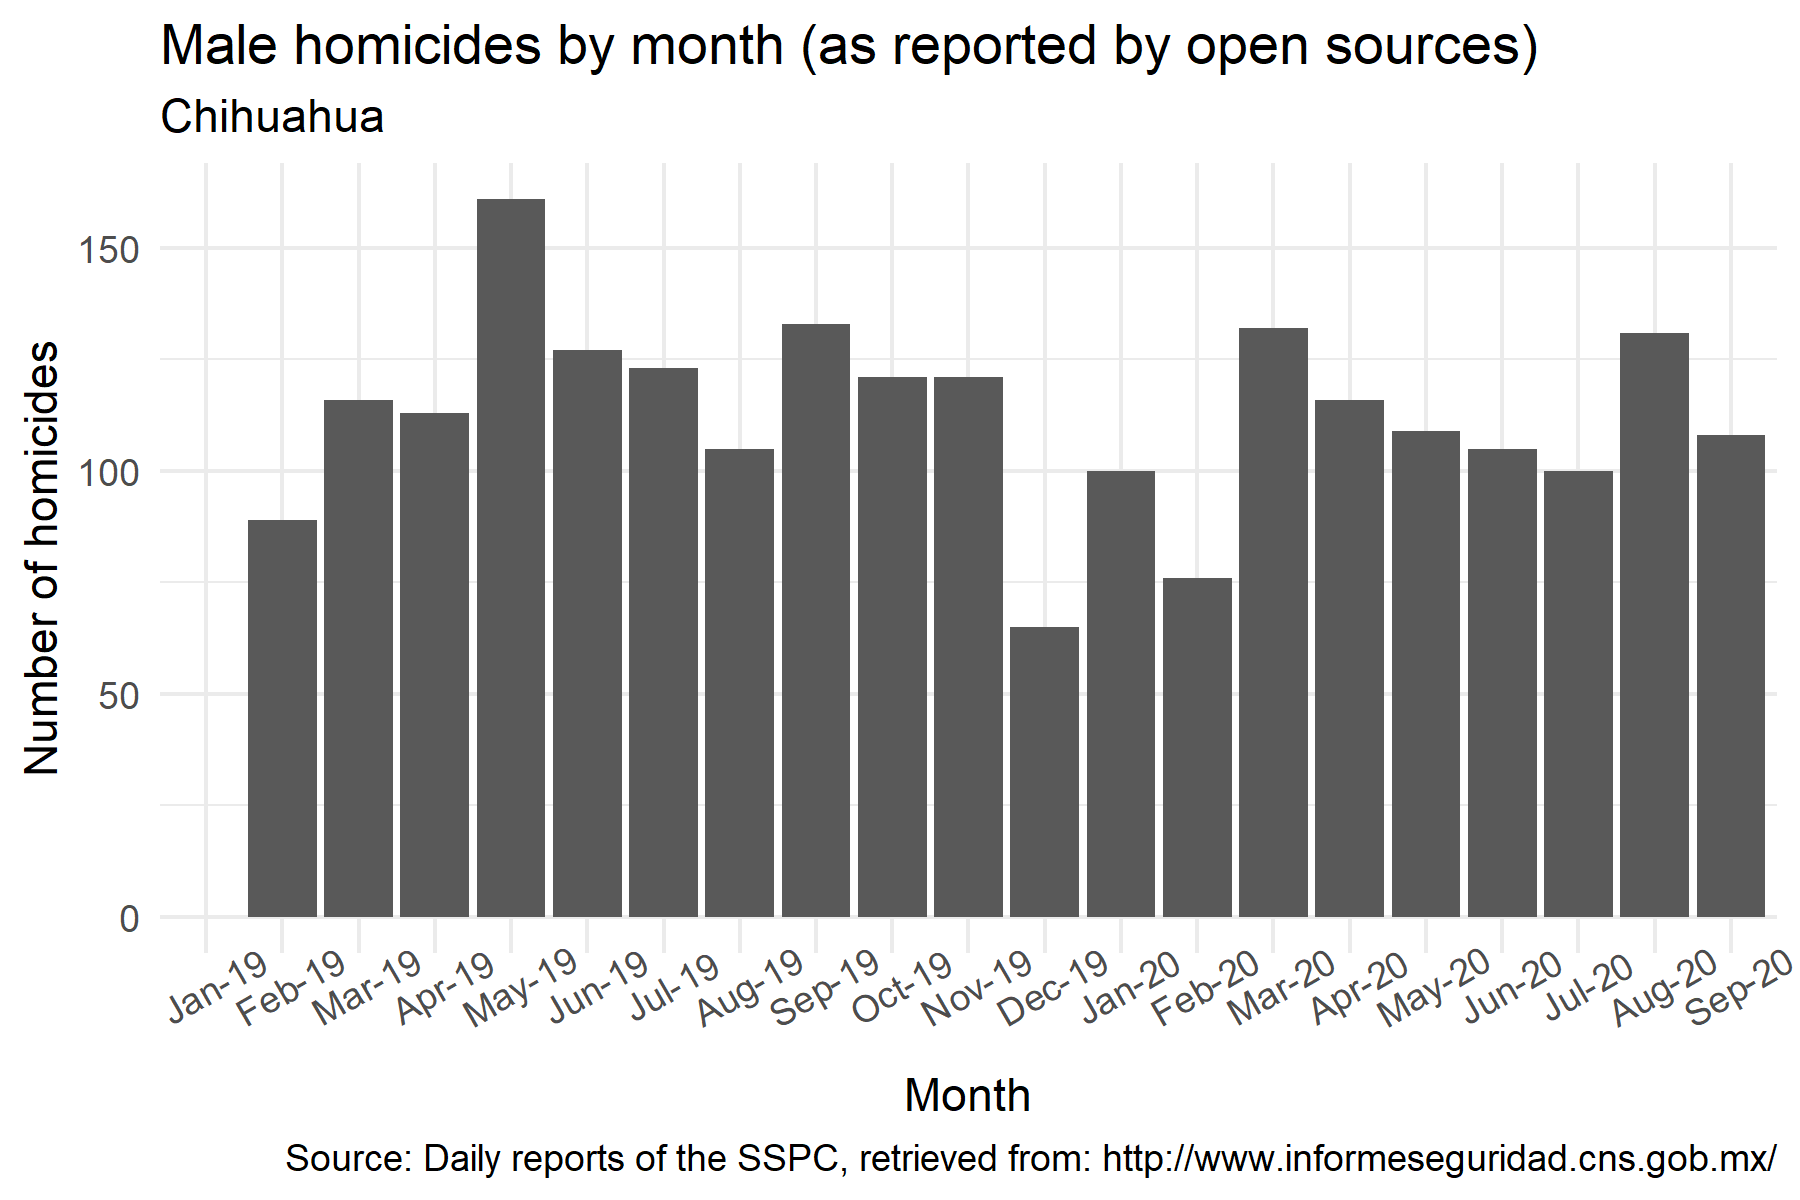 Male homicides by month (as reported by open sources)
Chihuahua
Number of homicides
150
100
50
0
Jan-19
Feb-19
Mar-19
Apr-19
May-19
Jun-19
Jul-19
Aug-19
Sep-19
Oct-19
Nov-19
Dec-19
Jan-20
Feb-20
Mar-20
Apr-20
May-20
Jun-20
Jul-20
Aug-20
Sep-20
Month
Source: Daily reports of the SSPC, retrieved from: http://www.informeseguridad.cns.gob.mx/